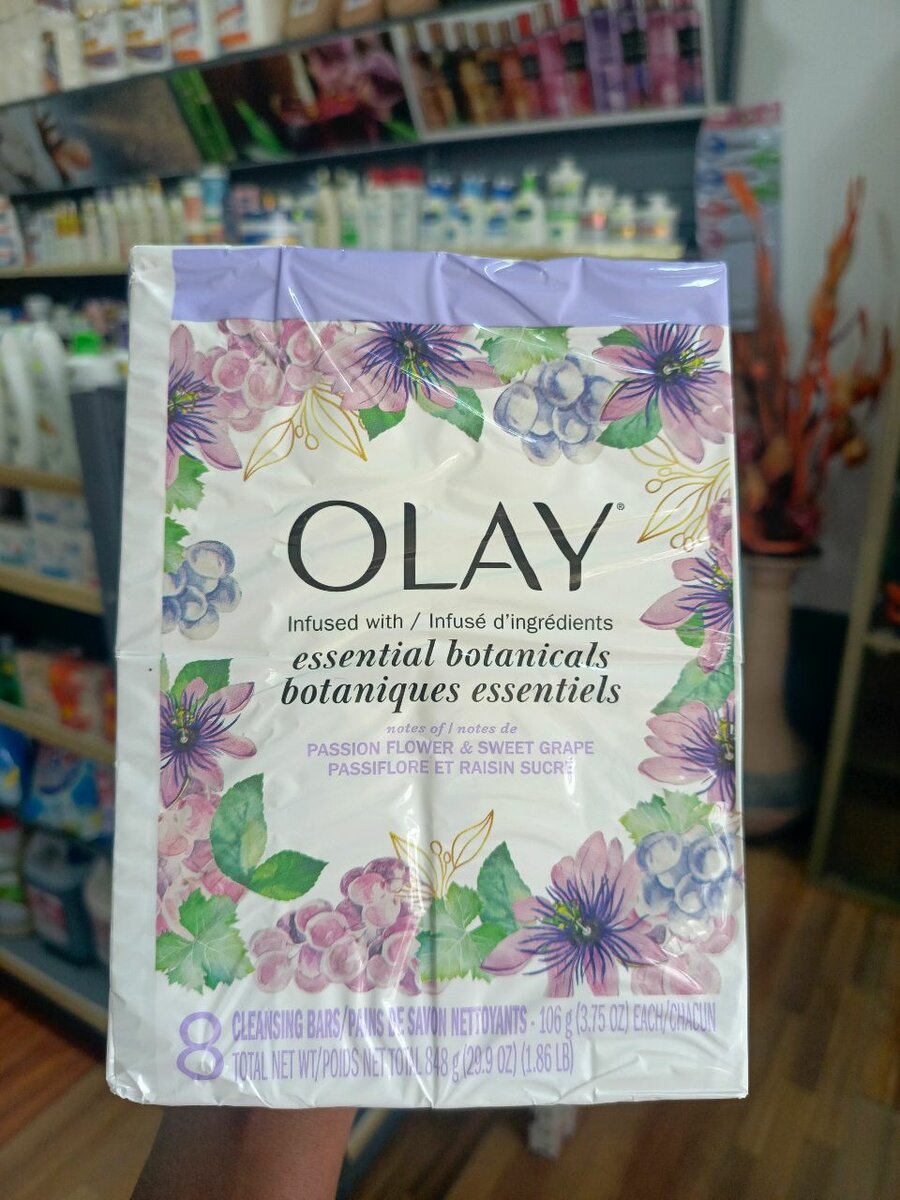 OLAY®
Infused with / Infusé d'ingrédients
essential botanicals
botaniques essentiels
notes of / notes de
PASSION FLOWER & SWEET GRAPE
PASSIFLORE ET RAISIN SUCRÉ
8 CLEANSING BARS/PAINS DE SAVON NETTOYANTS - 106 g (3.75 OZ) EACH/CHACUN
TOTAL NET WT/POIDS NET TOTAL 848 g (29.9 OZ) (1.86 LB)